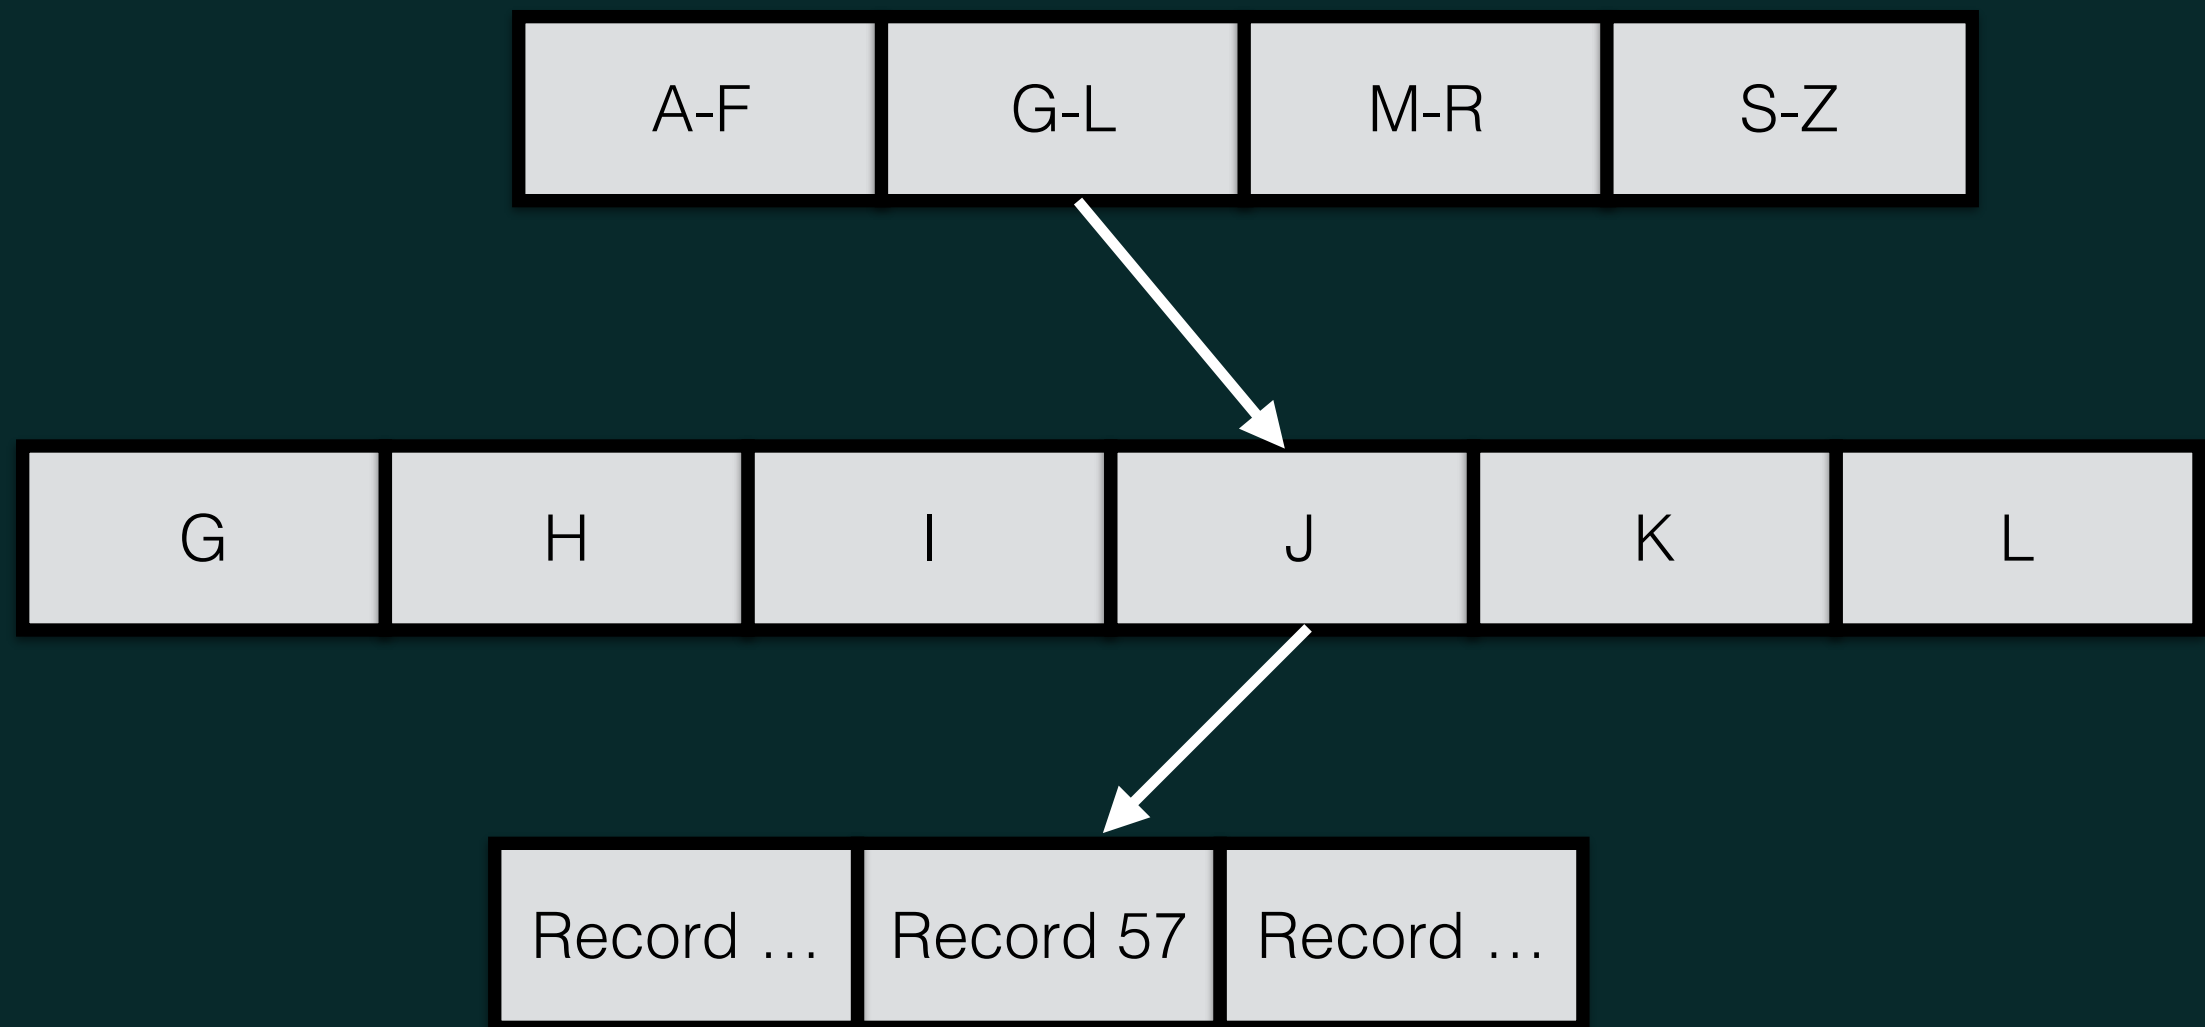 A-F G-L M-R S-Z
G H I J K L
Record … Record 57 Record …